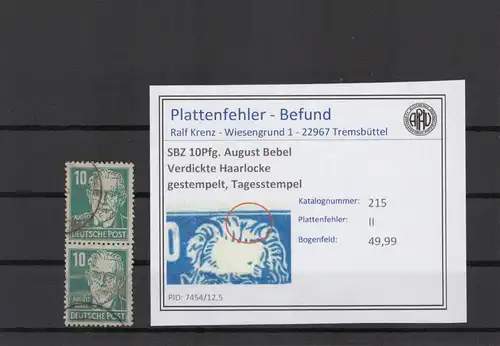 Plattenfehler - Befund
Ralf Krenz - Wiesengrund 1 - 22967 Tremsbüttel
SBZ 10Pfg. August Bebel
Verdickte Haarlocke
gestempelt, Tagesstempel
Katalognummer: 215
Plattenfehler: II
Bogenfeld: 49,99
PID: 7454/12,5
10
DEUTSCHE POST
10
DEUTSCHE POST